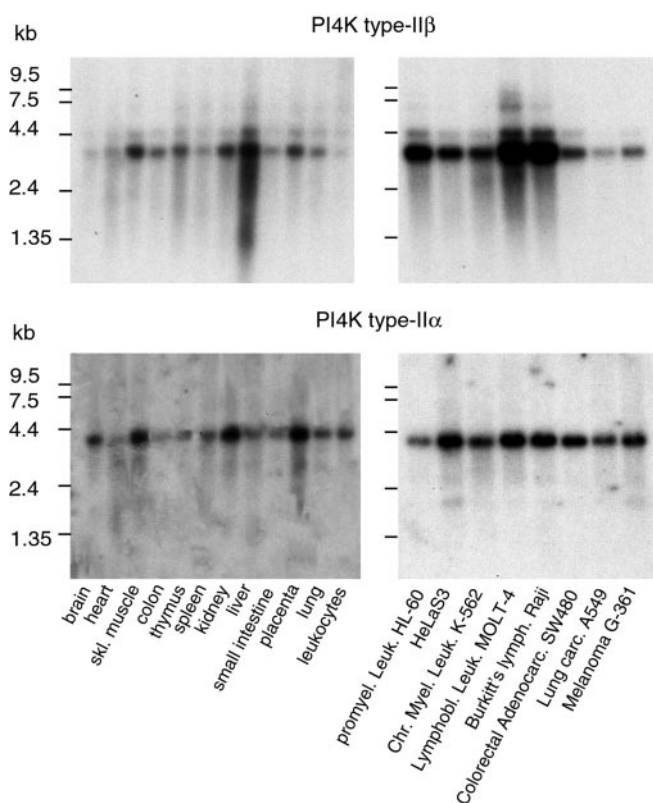 PI4K type-IIβ
kb
9.5
7.5
4.4
2.4
1.35
PI4K type-IIα
kb
9.5
7.5
4.4
2.4
1.35
brain
heart
skl. muscle
colon
thymus
spleen
kidney
liver
small intestine
placenta
lung
leukocytes
promyel. Leuk. HL-60
HeLaS3
Chr. Myel. Leuk. K-562
Lymphobl. Leuk. MOLT-4
Burkitt's lymph. Raji
Colorectal Adenocarc. SW480
Lung carc. A549
Melanoma G-361